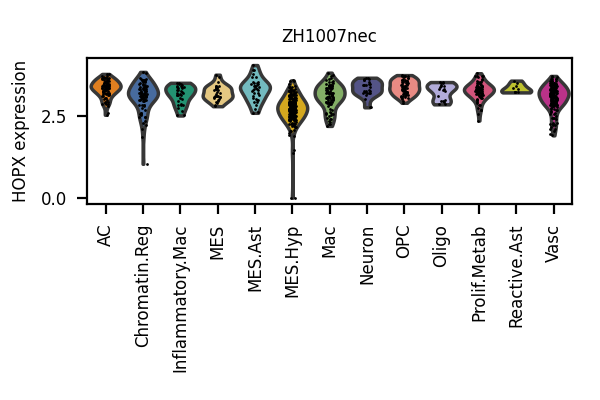 ZH1007nec
HOPX expression
2.5
0.0
AC
Chromatin.Reg
Inflammatory.Mac
MES
MES.Ast
MES.Hyp
Mac
Neuron
OPC
Oligo
Prolif.Metab
Reactive.Ast
Vasc